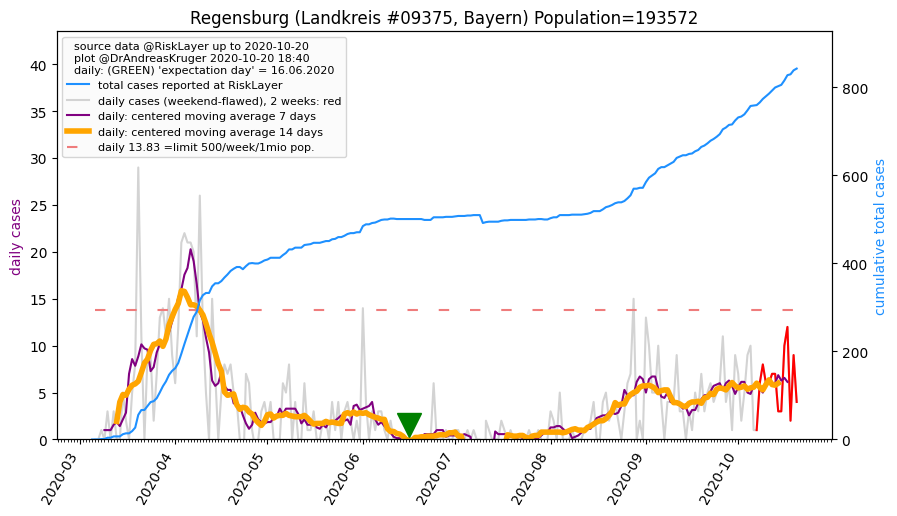 Regensburg (Landkreis #09375, Bayern) Population=193572
source data @RiskLayer up to 2020-10-20
plot @DrAndreasKruger 2020-10-20 18:40
daily: (GREEN) 'expectation day' = 16.06.2020
total cases reported at RiskLayer
daily cases (weekend-flawed), 2 weeks: red
daily: centered moving average 7 days
daily: centered moving average 14 days
daily 13.83 =limit 500/week/1mio pop.
daily cases
40
35
30
25
20
15
10
5
0
cumulative total cases
800
600
400
200
0
2020-03
2020-04
2020-05
2020-06
2020-07
2020-08
2020-09
2020-10